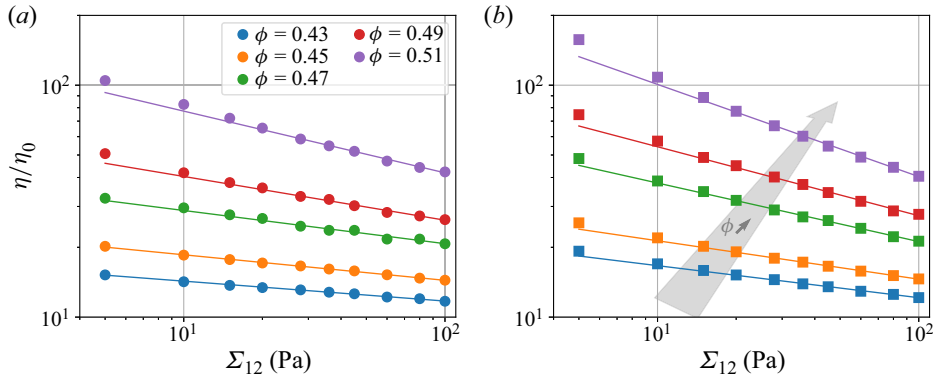 (a)
(b)
ϕ = 0.43
ϕ = 0.49
ϕ = 0.45
ϕ = 0.51
ϕ = 0.47
10²
10¹
η/η₀
10¹
10²
Σ₁₂ (Pa)
10²
10¹
ϕ
10¹
10²
Σ₁₂ (Pa)